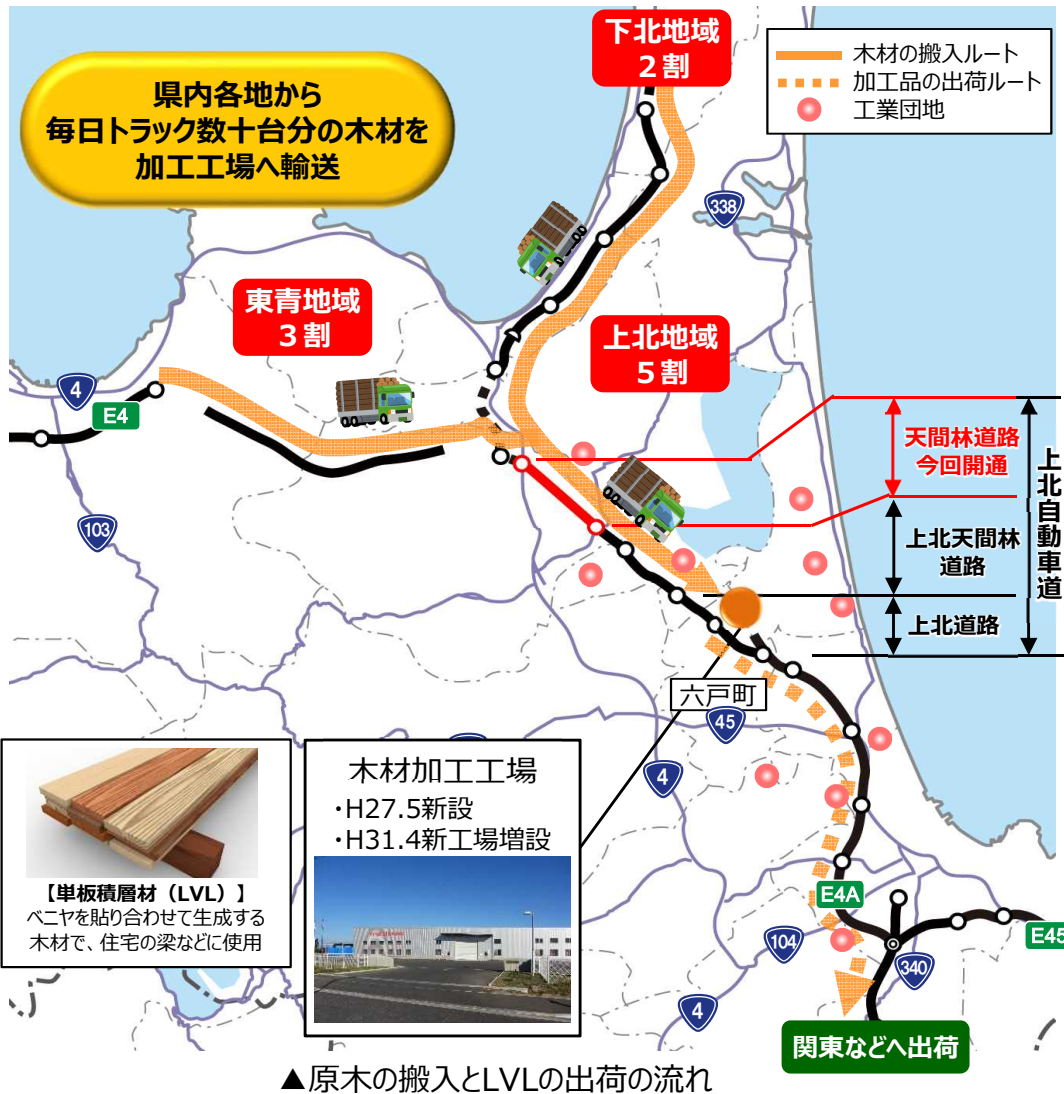 下北地域
2割
木材の搬入ルート
加工品の出荷ルート
工業団地
県内各地から
毎日トラック数十台分の木材を
加工工場へ輸送
338
東青地域
3割
上北地域
5割
4
E4
天間林道路
今回開通
上北自動車道
103
上北天間林
道路
上北道路
六戸町
45
4
木材加工工場
・H27.5新設
・H31.4新工場増設
【単板積層材（LVL）】
ベニヤを貼り合わせて生成する
木材で、住宅の梁などに使用
E4A
104
E45
340
4
関東などへ出荷
▲原木の搬入とLVLの出荷の流れ